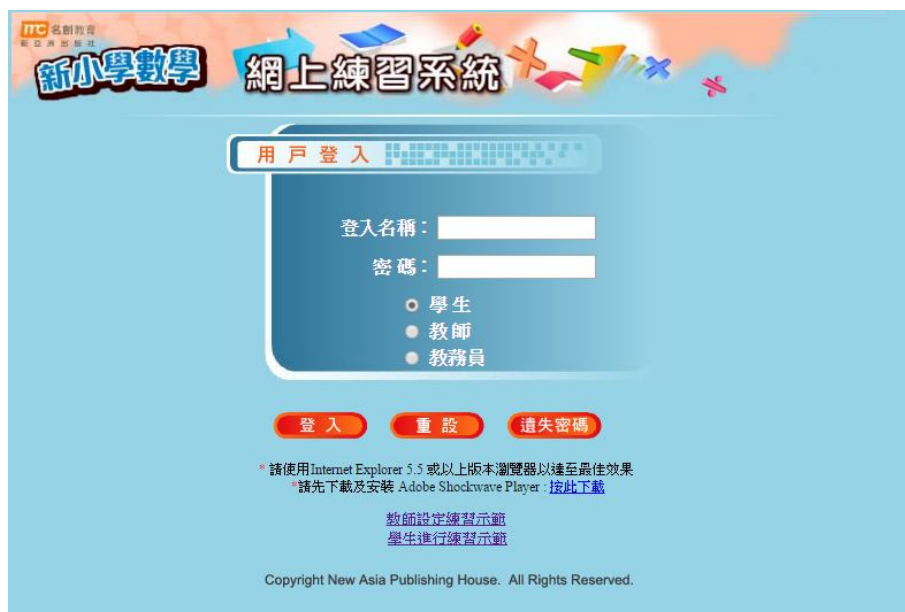 名創教育
新亞洲出版社
新小學數學
網上練習系統
用戶登入
登入名稱：
密碼：
學生
教師
教務員
登入
重設
遺失密碼
* 請使用Internet Explorer 5.5 或以上版本瀏覽器以達至最佳效果
*請先下載及安裝 Adobe Shockwave Player : 按此下載
教師設定練習示範
學生進行練習示範
Copyright New Asia Publishing House. All Rights Reserved.